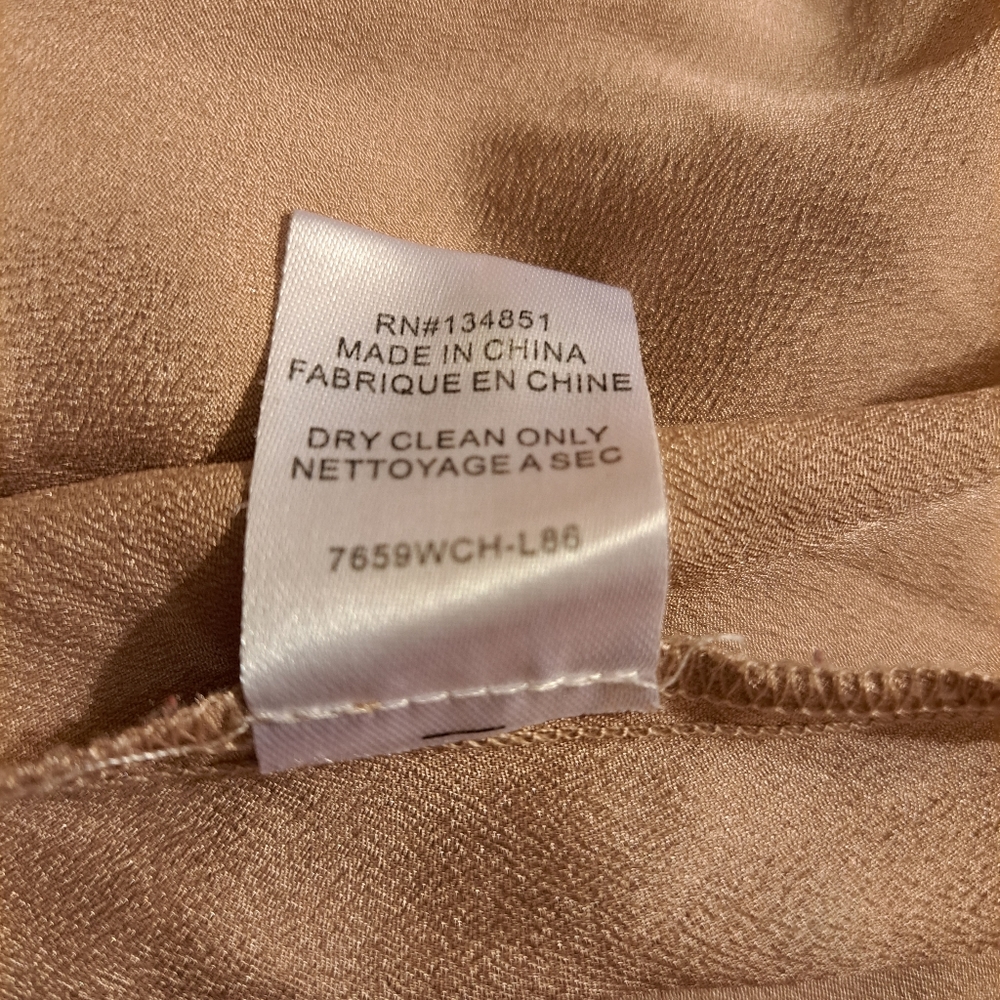 RN#134851
MADE IN CHINA
FABRIQUE EN CHINE
DRY CLEAN ONLY
NETTOYAGE A SEC
7659WCH-L86